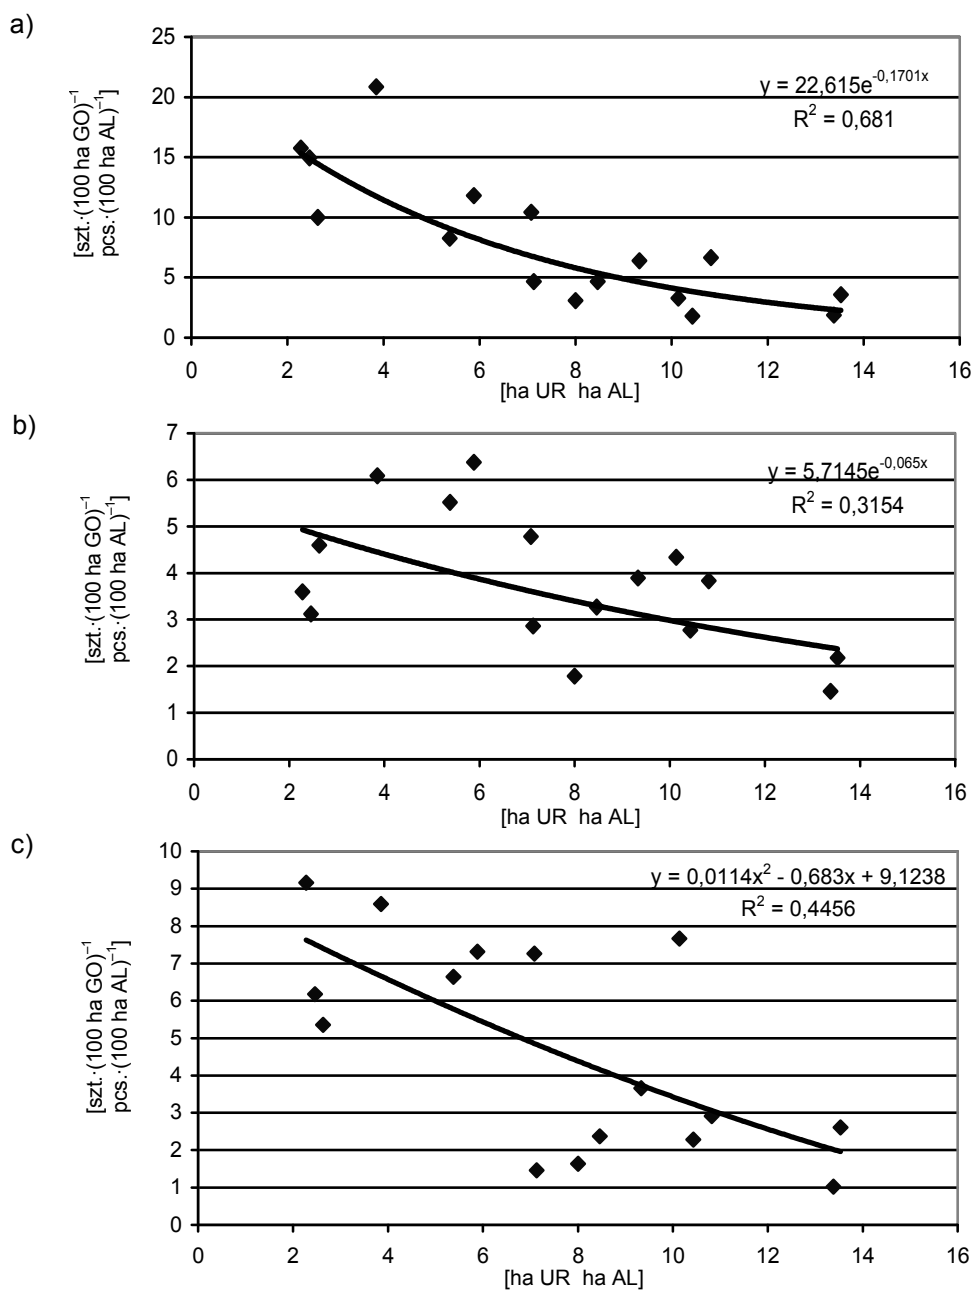 a)
25
20
15
10
5
0
[szt.·(100 ha GO)⁻¹
pcs.·(100 ha AL)⁻¹]
y = 22,615e^-0,1701x
R² = 0,681
0 2 4 6 8 10 12 14 16
[ha UR ha AL]
b)
7
6
5
4
3
2
1
0
[szt.·(100 ha GO)⁻¹
pcs.·(100 ha AL)⁻¹]
y = 5,7145e^-0,065x
R² = 0,3154
0 2 4 6 8 10 12 14 16
[ha UR ha AL]
c)
10
9
8
7
6
5
4
3
2
1
0
[szt.·(100 ha GO)⁻¹
pcs.·(100 ha AL)⁻¹]
y = 0,0114x² - 0,683x + 9,1238
R² = 0,4456
0 2 4 6 8 10 12 14 16
[ha UR ha AL]